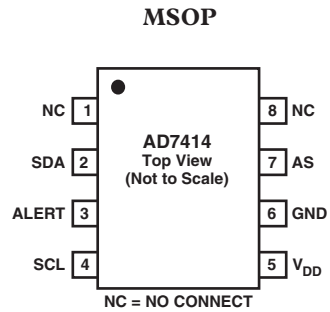 MSOP
NC 1
8 NC
SDA 2
7 AS
ALERT 3
6 GND
SCL 4
5 VDD
AD7414
Top View
(Not to Scale)
NC = NO CONNECT